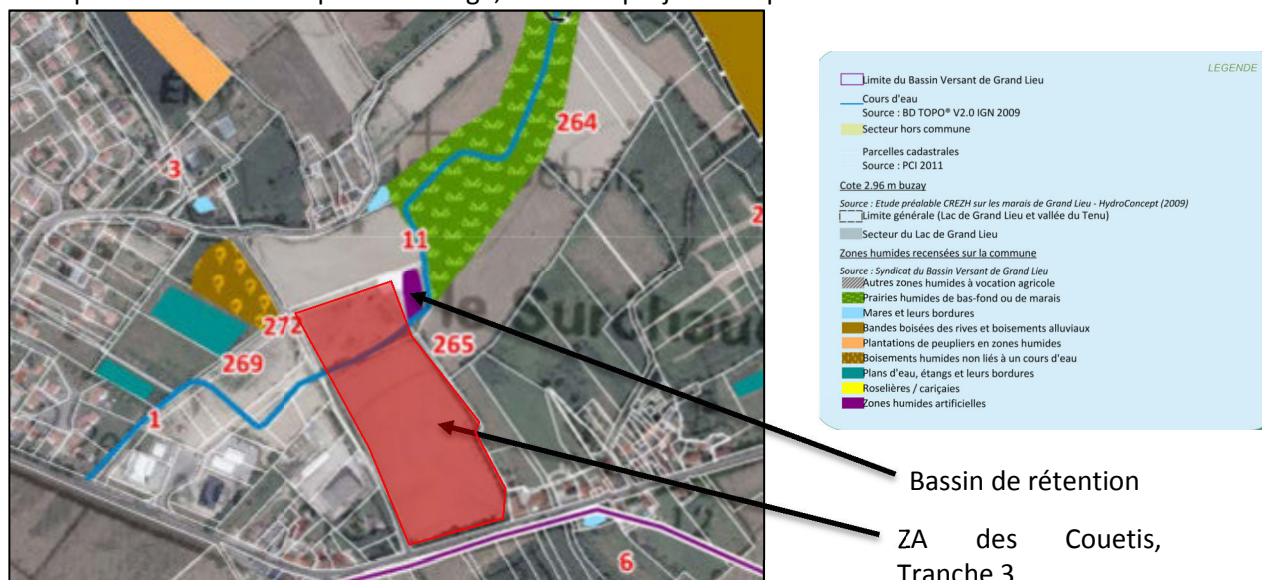 264
3
11
272
265
269
1
6
LEGENDE
Limite du Bassin Versant de Grand Lieu
Cours d'eau
Source : BD TOPO® V2.0 IGN 2009
Secteur hors commune
Parcelles cadastrales
Source : PCI 2011
Cote 2.96 m buzay
Source : Etude préalable CREZH sur les marais de Grand Lieu - HydroConcept (2009)
Limite générale (Lac de Grand Lieu et vallée du Tenu)
Secteur du Lac de Grand Lieu
Zones humides recensées sur la commune
Source : Syndicat du Bassin Versant de Grand Lieu
Autres zones humides à vocation agricole
Prairies humides de bas-fond ou de marais
Mares et leurs bordures
Bandes boisées des rives et boisements alluviaux
Plantations de peupliers en zones humides
Boisements humides non liés à un cours d'eau
Plans d'eau, étangs et leurs bordures
Roselières / cariçaies
Zones humides artificielles
Bassin de rétention
ZA des Couetis,
Tranche 3